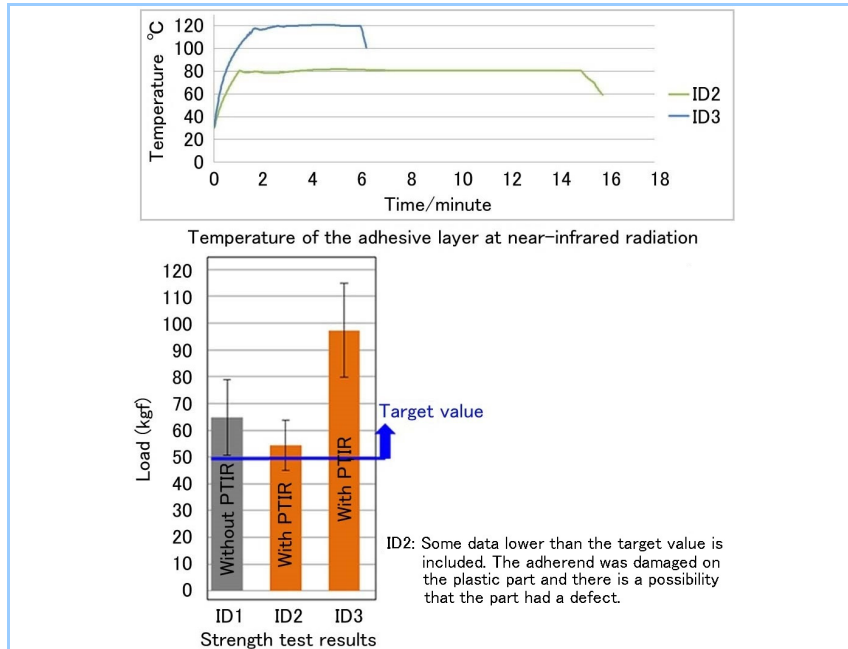 Temperature ℃
120
100
80
60
40
20
0
0 2 4 6 8 10 12 14 16 18
Time/minute
ID2
ID3
Temperature of the adhesive layer at near-infrared radiation
Load (kgf)
120
110
100
90
80
70
60
50
40
30
20
10
0
Without PTIR
With PTIR
With PTIR
Target value
ID1 ID2 ID3
Strength test results
ID2: Some data lower than the target value is
included. The adherend was damaged on
the plastic part and there is a possibility
that the part had a defect.